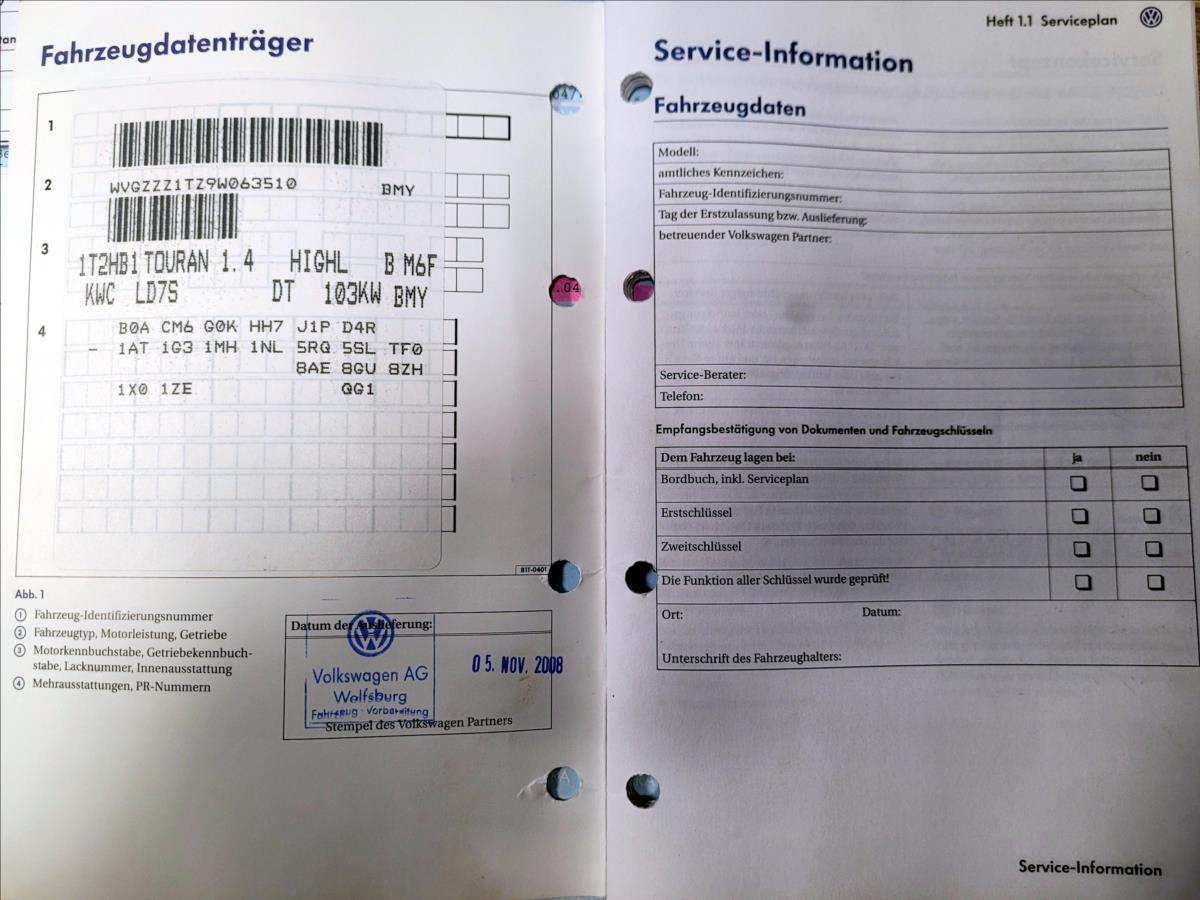 Fahrzeugdatenträger
1
2
WVGZZZ1TZ9W063510 BMY
3
1T2HB1 TOURAN 1.4 HIGHL B M6F
KWC LD7S DT 103KW BMY
4
B0A CM6 G0K HH7 J1P D4R
- 1AT 1G3 1MH 1NL 5RQ 5SL TF0
8AE 8GU 8ZH
1X0 1ZE QG1
B1T-0401
Abb. 1
1 Fahrzeug-Identifizierungsnummer
2 Fahrzeugtyp, Motorleistung, Getriebe
3 Motorkennbuchstabe, Getriebekennbuch-
stabe, Lacknummer, Innenausstattung
4 Mehrausstattungen, PR-Nummern
Datum der Auslieferung:
05. NOV. 2008
Volkswagen AG
Wolfsburg
Fahrzeug - Vorbereitung
Stempel des Volkswagen Partners
047
.04
A
Heft 1.1 Serviceplan
Service-Information
Fahrzeugdaten
Modell:
amtliches Kennzeichen:
Fahrzeug-Identifizierungsnummer:
Tag der Erstzulassung bzw. Auslieferung:
betreuender Volkswagen Partner:
Service-Berater:
Telefon:
Empfangsbestätigung von Dokumenten und Fahrzeugschlüsseln
Dem Fahrzeug lagen bei: ja nein
Bordbuch, inkl. Serviceplan
Erstschlüssel
Zweitschlüssel
Die Funktion aller Schlüssel wurde geprüft!
Ort: Datum:
Unterschrift des Fahrzeughalters:
Service-Information